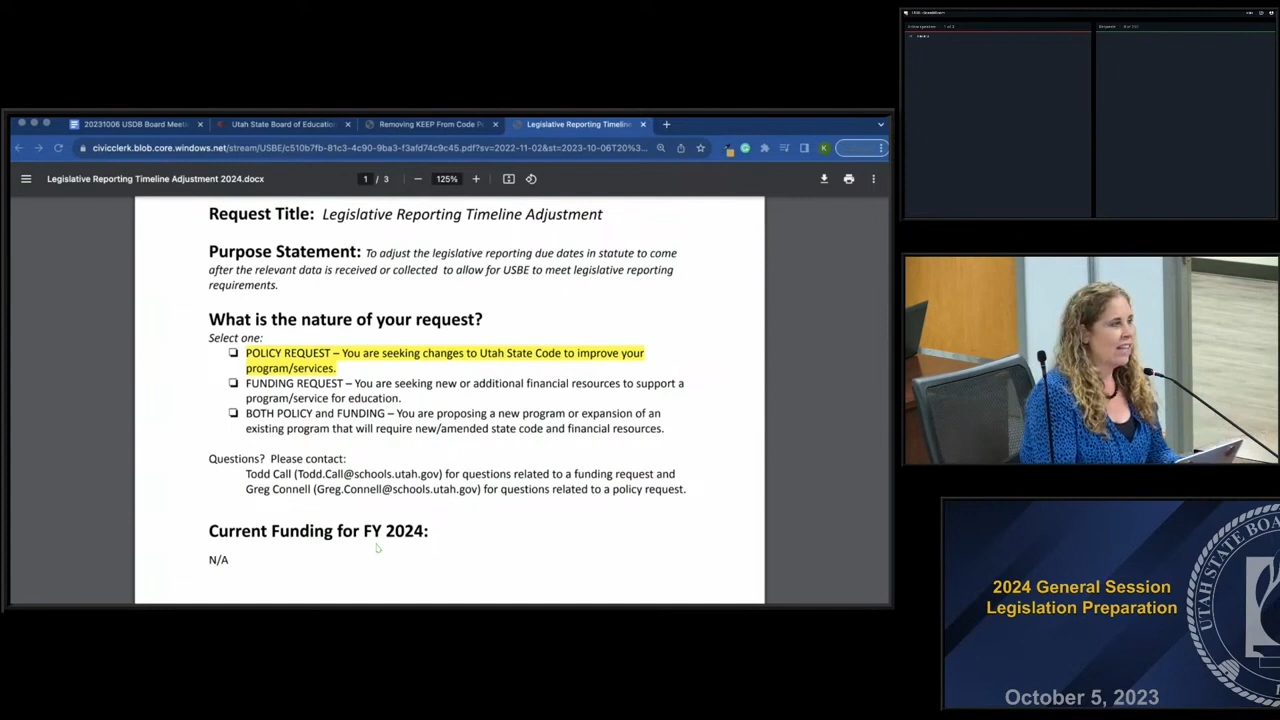 20231006 USDB Board Meeti
Utah State Board of Education
Removing KEEP From Code P
Legislative Reporting Timeline
civicclerk.blob.core.windows.net/stream/USBE/c510b7fb-81c3-4c90-9ba3-f3afd74c9c45.pdf?sv=2022-11-02&st=2023-10-06T20%3...
K
Legislative Reporting Timeline Adjustment 2024.docx
1 / 3
125%
Request Title: Legislative Reporting Timeline Adjustment
Purpose Statement: To adjust the legislative reporting due dates in statute to come
after the relevant data is received or collected to allow for USBE to meet legislative reporting
requirements.
What is the nature of your request?
Select one:
POLICY REQUEST – You are seeking changes to Utah State Code to improve your
program/services.
FUNDING REQUEST – You are seeking new or additional financial resources to support a
program/service for education.
BOTH POLICY and FUNDING – You are proposing a new program or expansion of an
existing program that will require new/amended state code and financial resources.
Questions? Please contact:
Todd Call (Todd.Call@schools.utah.gov) for questions related to a funding request and
Greg Connell (Greg.Connell@schools.utah.gov) for questions related to a policy request.
Current Funding for FY 2024:
N/A
2024 General Session
Legislation Preparation
UTAH STATE BOA
October 5, 2023